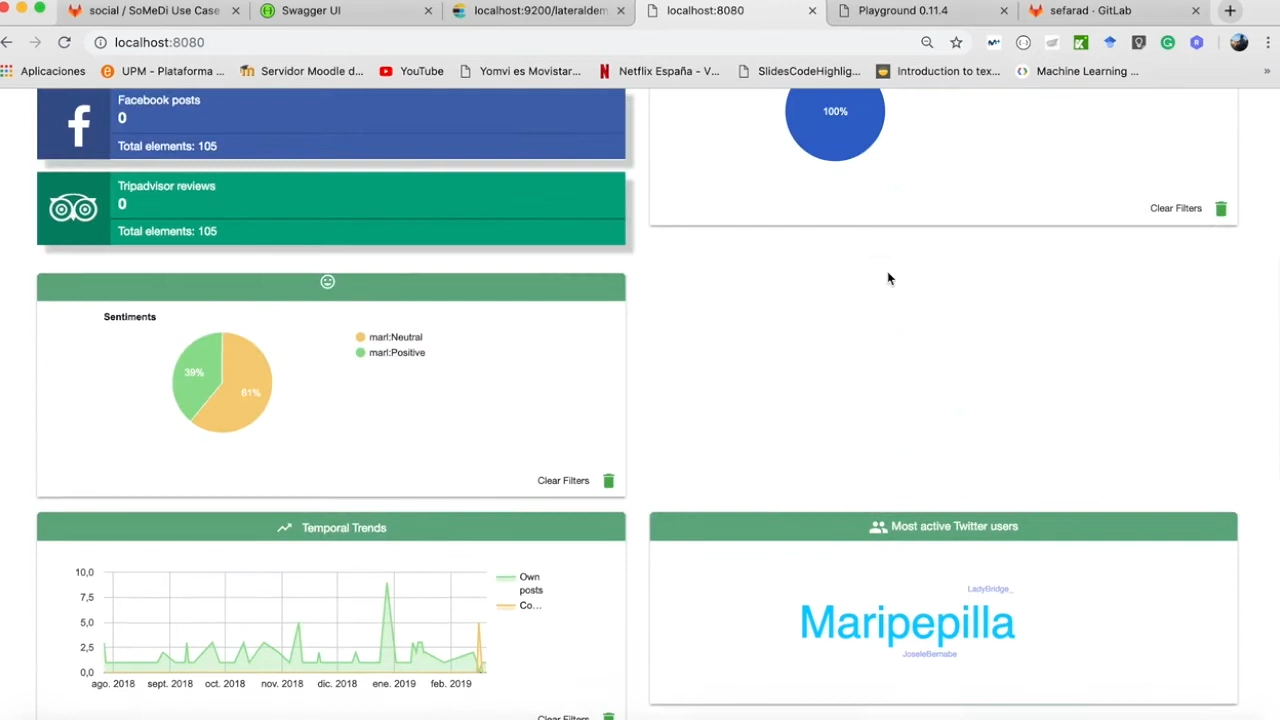 social / SoMeDi Use Case
Swagger UI
localhost:9200/lateraldem
localhost:8080
Playground 0.11.4
sefarad · GitLab
localhost:8080
Aplicaciones
UPM - Plataforma ...
Servidor Moodle d...
YouTube
Yomvi es Movistar...
Netflix España - V...
SlidesCodeHighlig...
Introduction to tex...
Machine Learning ...
»
Facebook posts
0
Total elements: 105
100%
Clear Filters
Tripadvisor reviews
0
Total elements: 105
Sentiments
marl:Neutral
marl:Positive
39%
61%
Clear Filters
Temporal Trends
10,0
7,5
5,0
2,5
0,0
ago. 2018
sept. 2018
oct. 2018
nov. 2018
dic. 2018
ene. 2019
feb. 2019
Own
posts
Co...
Clear Filters
Most active Twitter users
LadyBridge_
Maripepilla
JoseleBernabe